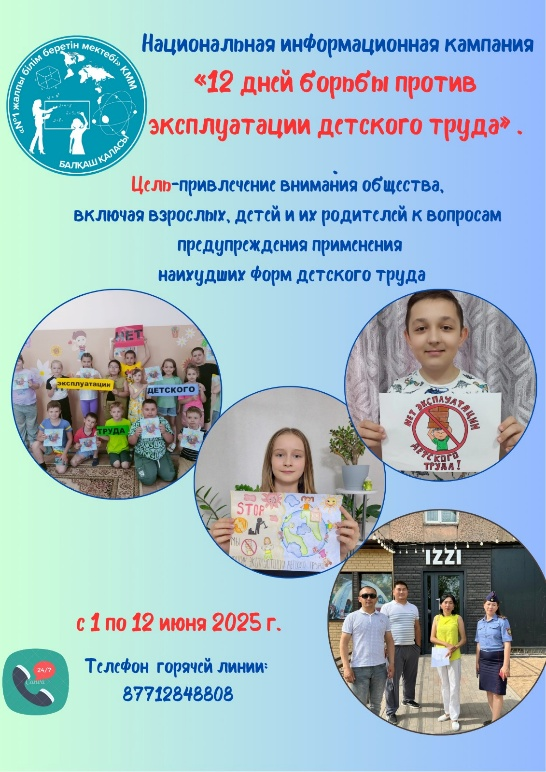 «№1 жалпы білім беретін мектебі» КММ
БАЛҚАШ ҚАЛАСЫ
Национальная информационная кампания
«12 дней борьбы против
эксплуатации детского труда» .
Цель-привлечение внимания общества,
включая взрослых, детей и их родителей к вопросам
предупреждения применения
наихудших форм детского труда
НЕТ
эксплуатации
ДЕТСКОГО
ТРУДА
НЕТ ЭКСПЛУАТАЦИИ
ДЕТСКОГО
ТРУДА!
STOP
МЫ
IZZI
с 1 по 12 июня 2025 г.
24/7
Телефон горячей линии:
87712848808